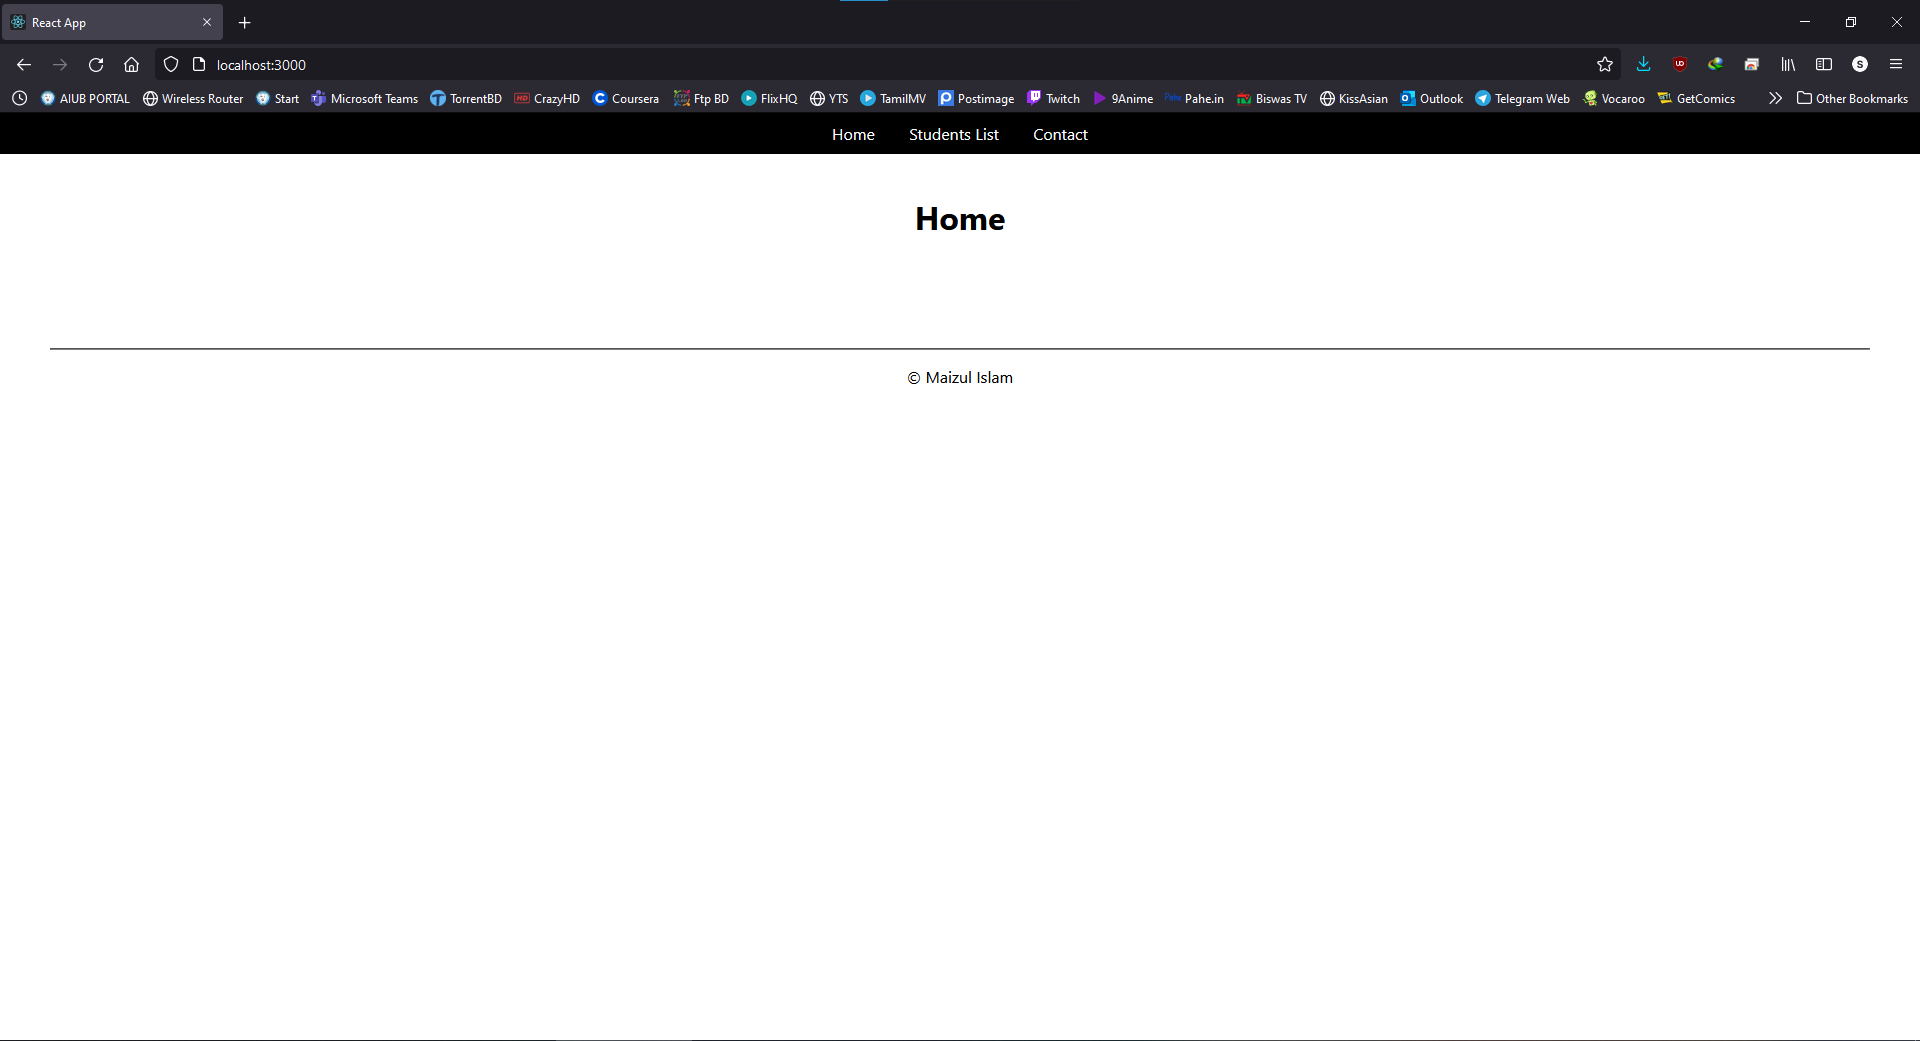 React App
localhost:3000
AIUB PORTAL Wireless Router Start Microsoft Teams TorrentBD CrazyHD Coursera Ftp BD FlixHQ YTS TamilMV Postimage Twitch 9Anime Pahe.in Biswas TV KissAsian Outlook Telegram Web Vocaroo GetComics Other Bookmarks
Home Students List Contact
Home
© Maizul Islam